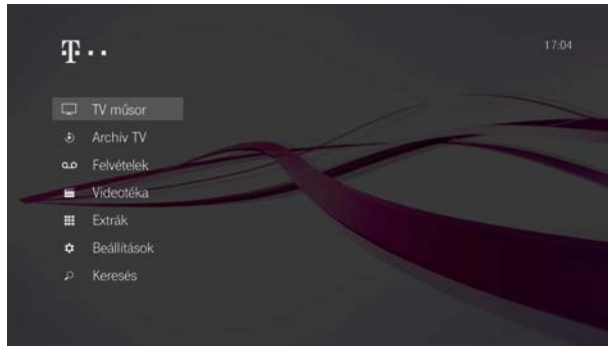 T
17:04
TV műsor
Archív TV
Felvételek
Videotéka
Extrák
Beállítások
Keresés